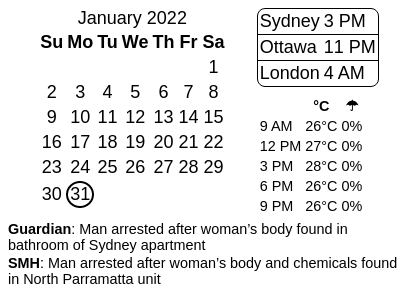 January 2022
Su Mo Tu We Th Fr Sa
1
2 3 4 5 6 7 8
9 10 11 12 13 14 15
16 17 18 19 20 21 22
23 24 25 26 27 28 29
30 31
Sydney 3 PM
Ottawa 11 PM
London 4 AM
°C ☂
9 AM 26°C 0%
12 PM 27°C 0%
3 PM 28°C 0%
6 PM 26°C 0%
9 PM 26°C 0%
Guardian: Man arrested after woman’s body found in
bathroom of Sydney apartment
SMH: Man arrested after woman’s body and chemicals found
in North Parramatta unit